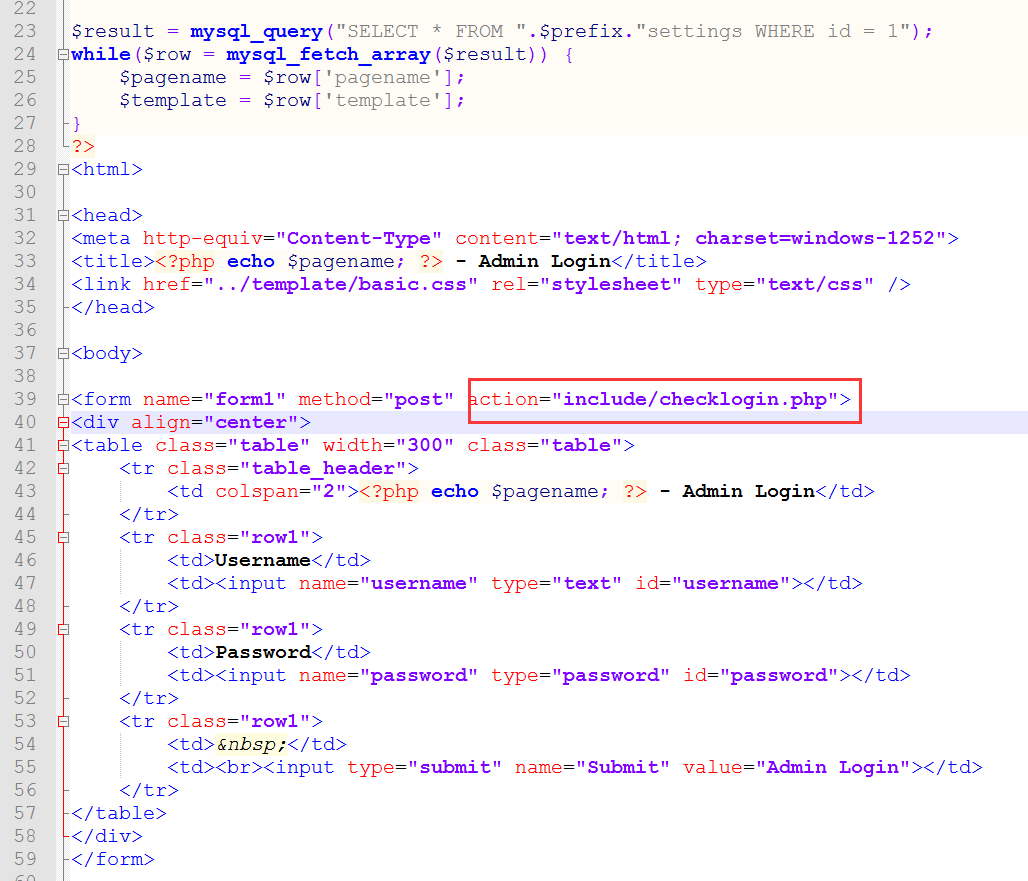 22
23 $result = mysql_query("SELECT * FROM ".$prefix."settings WHERE id = 1");
24 while($row = mysql_fetch_array($result)) {
25     $pagename = $row['pagename'];
26     $template = $row['template'];
27 }
28 ?>
29 <html>
30
31 <head>
32 <meta http-equiv="Content-Type" content="text/html; charset=windows-1252">
33 <title><?php echo $pagename; ?> - Admin Login</title>
34 <link href="../template/basic.css" rel="stylesheet" type="text/css" />
35 </head>
36
37 <body>
38
39 <form name="form1" method="post" action="include/checklogin.php">
40 <div align="center">
41 <table class="table" width="300" class="table">
42     <tr class="table_header">
43         <td colspan="2"><?php echo $pagename; ?> - Admin Login</td>
44     </tr>
45     <tr class="row1">
46         <td>Username</td>
47         <td><input name="username" type="text" id="username"></td>
48     </tr>
49     <tr class="row1">
50         <td>Password</td>
51         <td><input name="password" type="password" id="password"></td>
52     </tr>
53     <tr class="row1">
54         <td>&nbsp;</td>
55         <td><br><input type="submit" name="Submit" value="Admin Login"></td>
56     </tr>
57 </table>
58 </div>
59 </form>
60